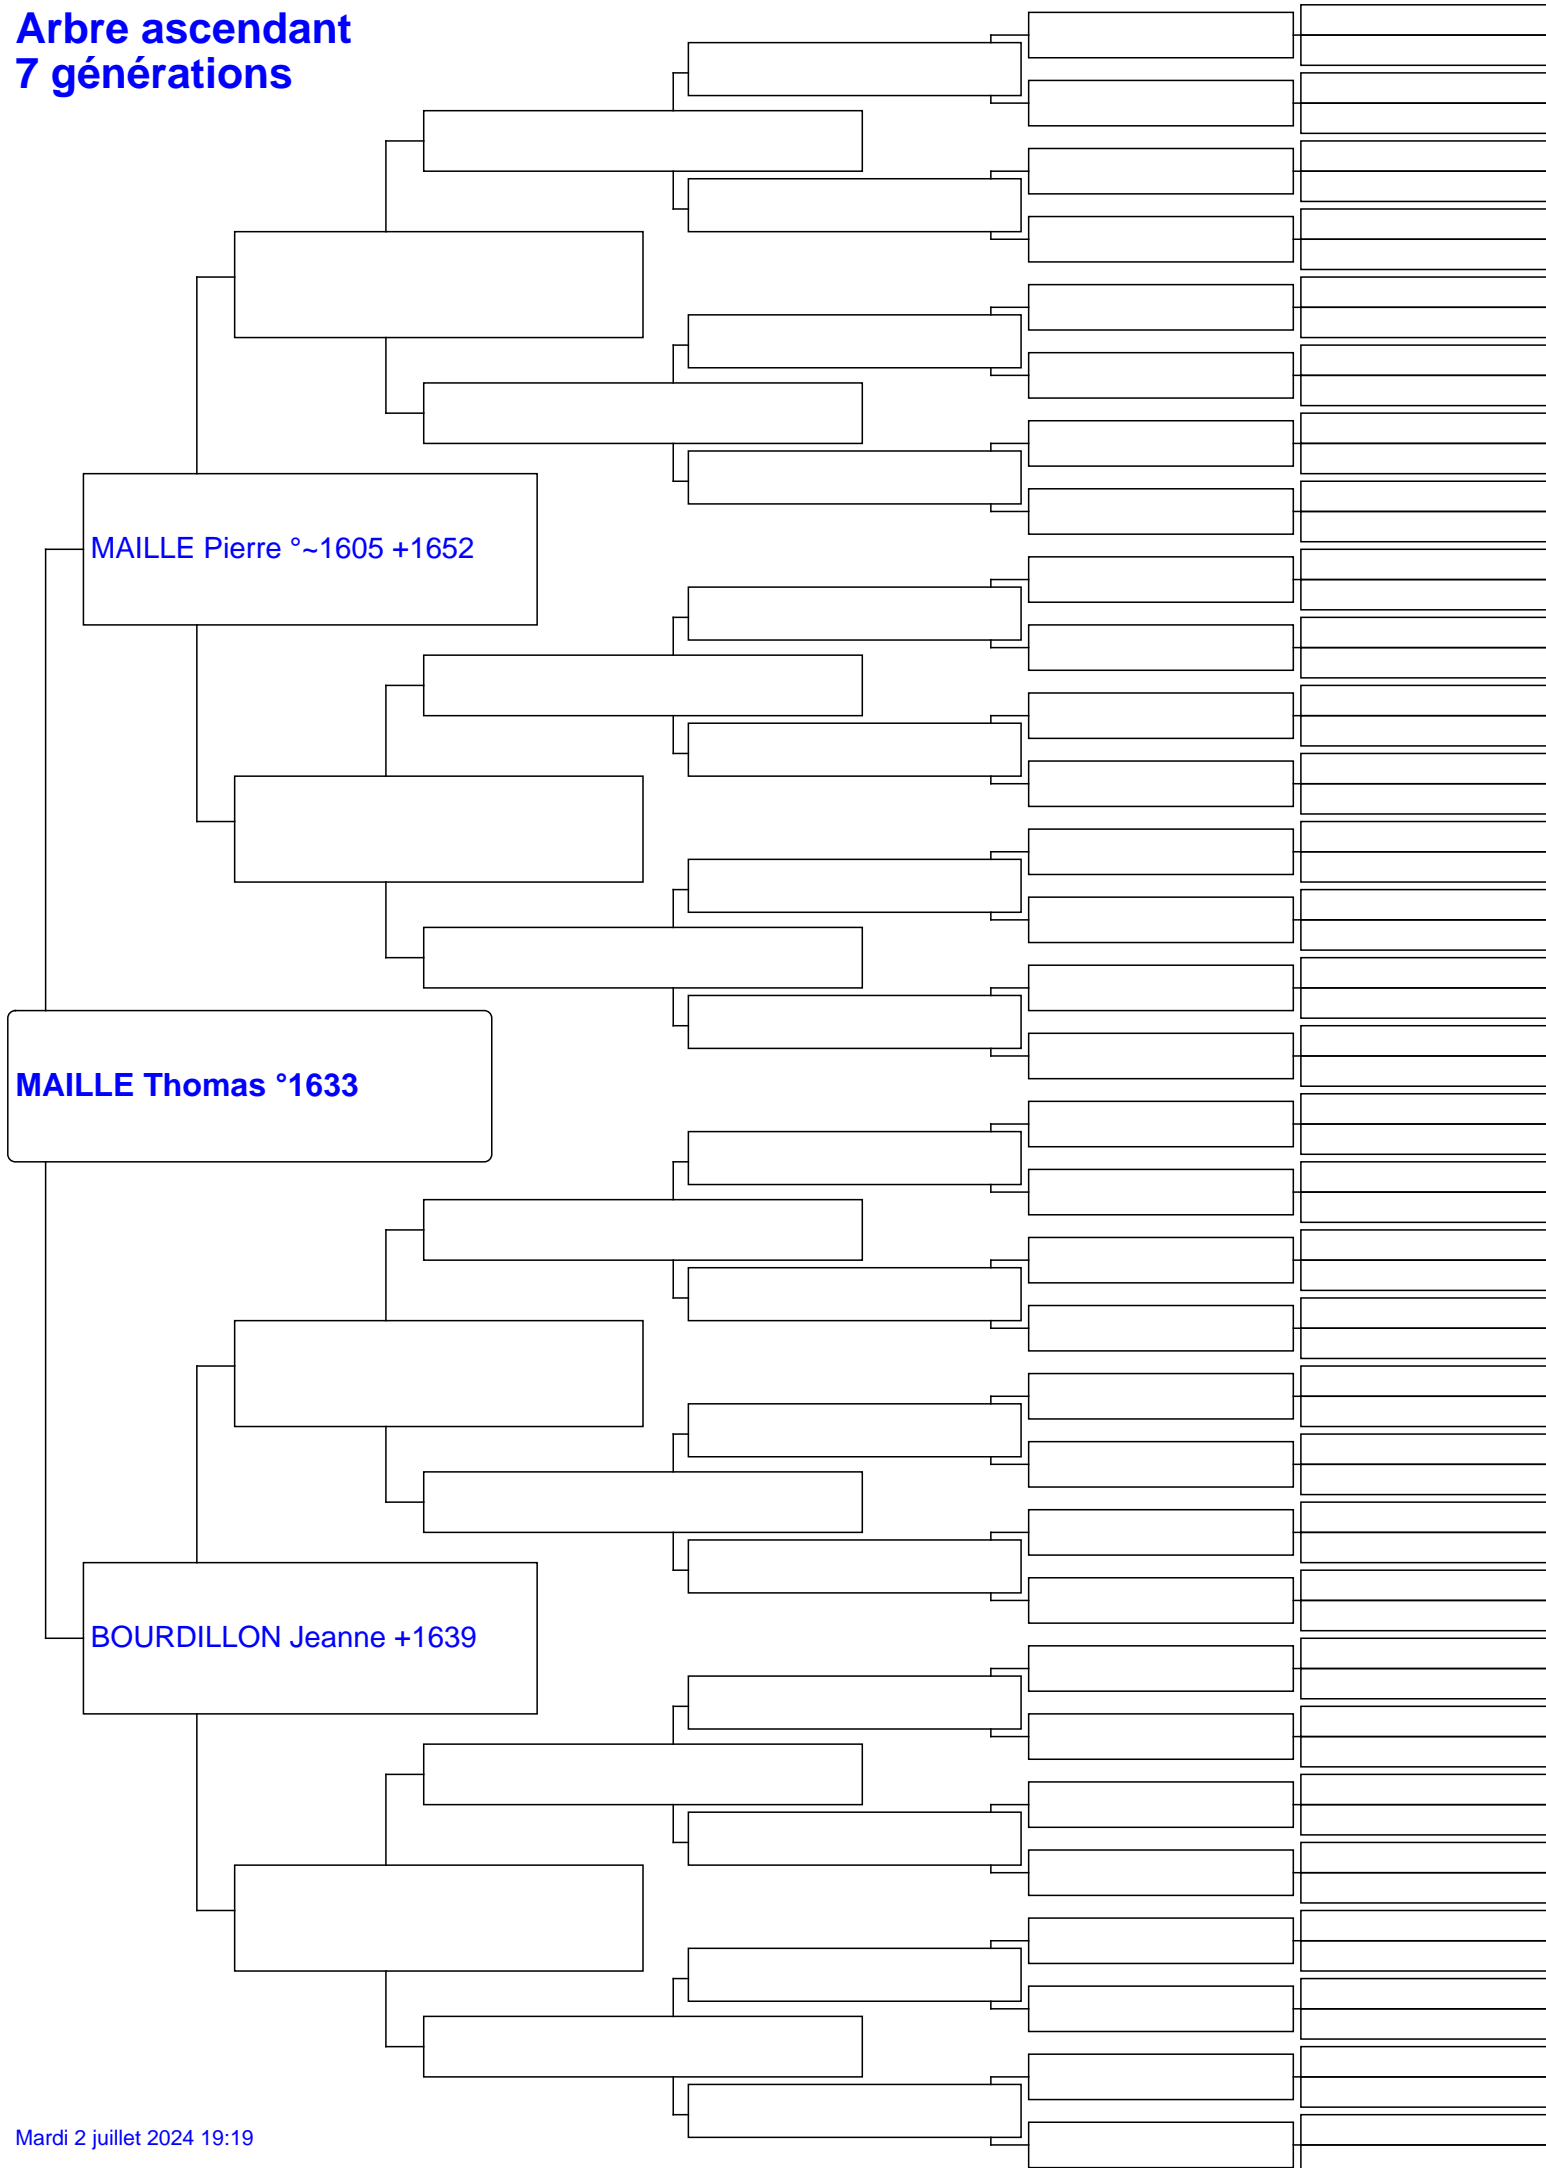 Arbre ascendant
7 générations
MAILLE Pierre °~1605 +1652
MAILLE Thomas °1633
BOURDILLON Jeanne +1639
Mardi 2 juillet 2024 19:19